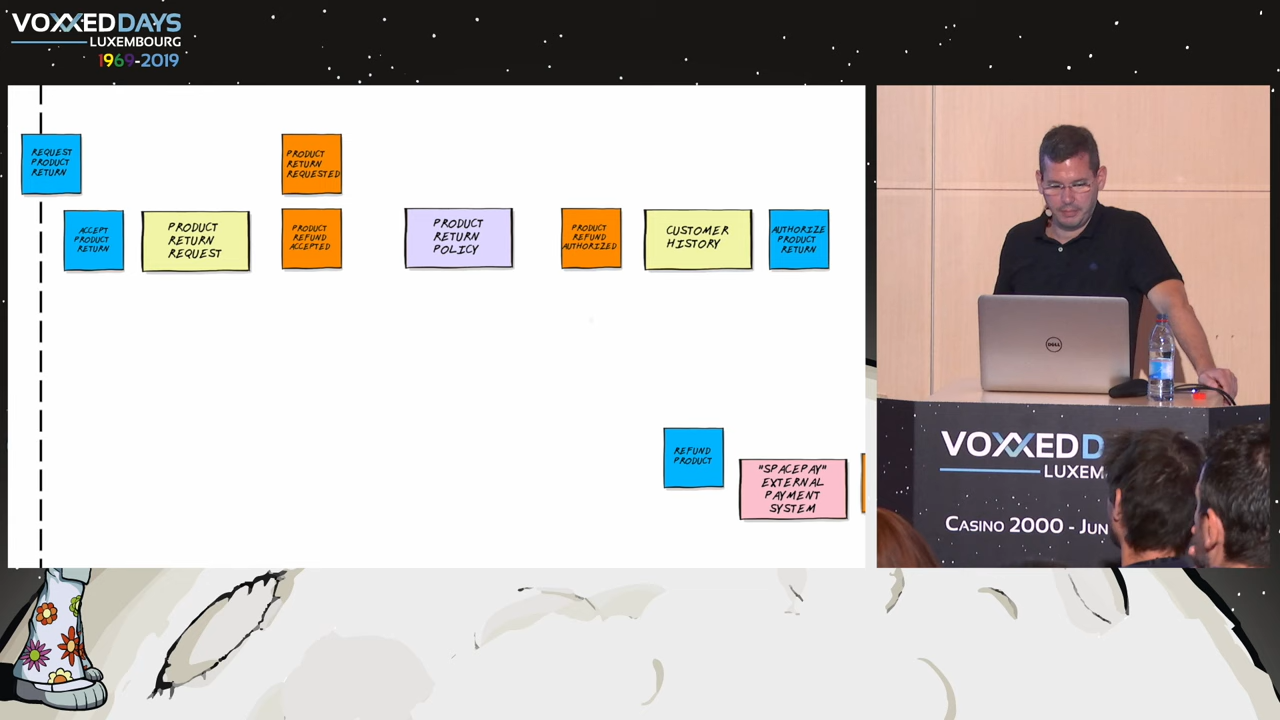 VOXXED DAYS
LUXEMBOURG
1969-2019
REQUEST
PRODUCT
RETURN
PRODUCT
RETURN
REQUESTED
ACCEPT
PRODUCT
RETURN
PRODUCT
RETURN
REQUEST
PRODUCT
REFUND
ACCEPTED
PRODUCT
RETURN
POLICY
PRODUCT
REFUND
AUTHORIZED
CUSTOMER
HISTORY
AUTHORIZE
PRODUCT
RETURN
REFUND
PRODUCT
"SPACEPAY"
EXTERNAL
PAYMENT
SYSTEM
DELL
VOXXED D
LUXEM
CASINO 2000 - JUN